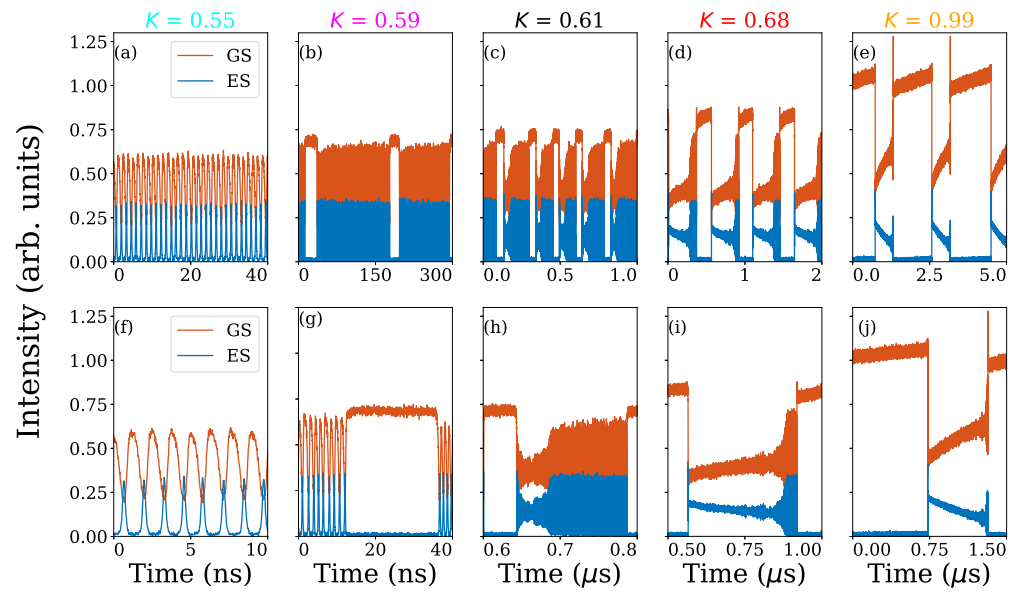 K = 0.55 K = 0.59 K = 0.61 K = 0.68 K = 0.99
(a) GS ES (b) (c) (d) (e)
1.25
1.00
0.75
0.50
0.25
0.00
0 20 40 0 150 300 0.0 0.5 1.0 0 1 2 0.0 2.5 5.0
Intensity (arb. units)
(f) GS ES (g) (h) (i) (j)
1.25
1.00
0.75
0.50
0.25
0.00
0 5 10 0 20 40 0.6 0.7 0.8 0.50 0.75 1.00 0.00 0.75 1.50
Time (ns) Time (ns) Time (μs) Time (μs) Time (μs)